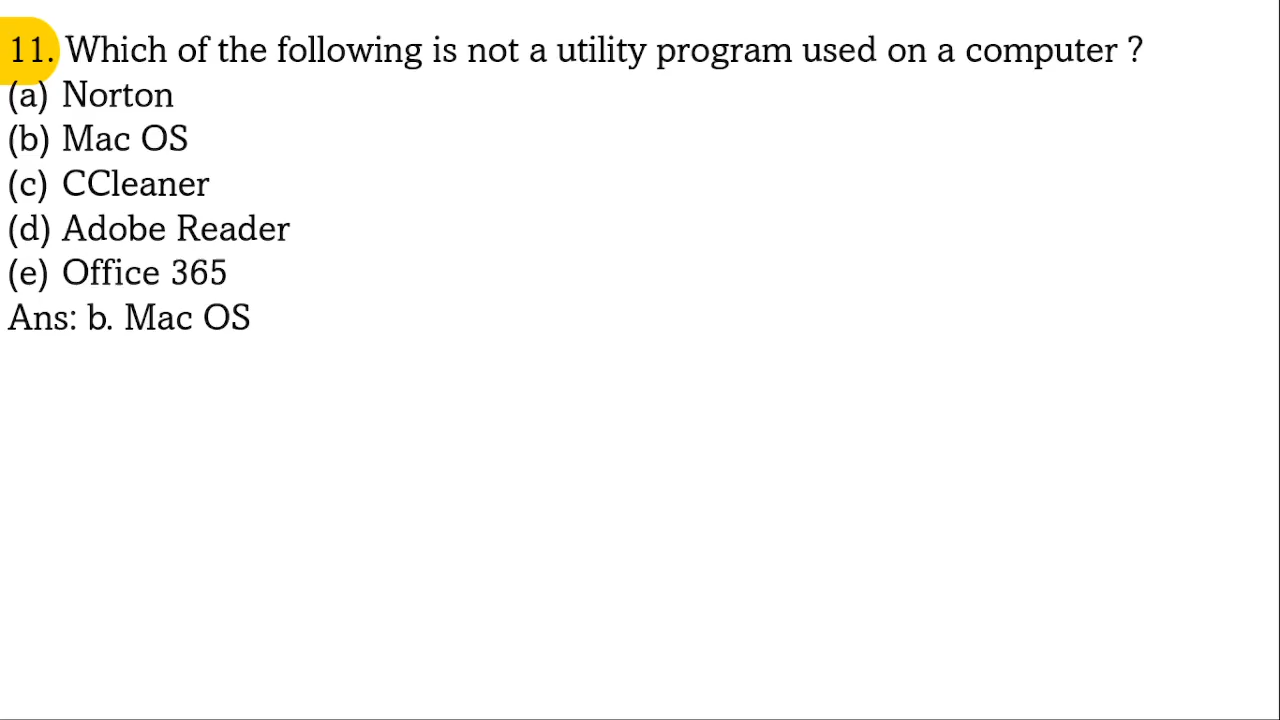 11. Which of the following is not a utility program used on a computer ?
(a) Norton
(b) Mac OS
(c) CCleaner
(d) Adobe Reader
(e) Office 365
Ans: b. Mac OS